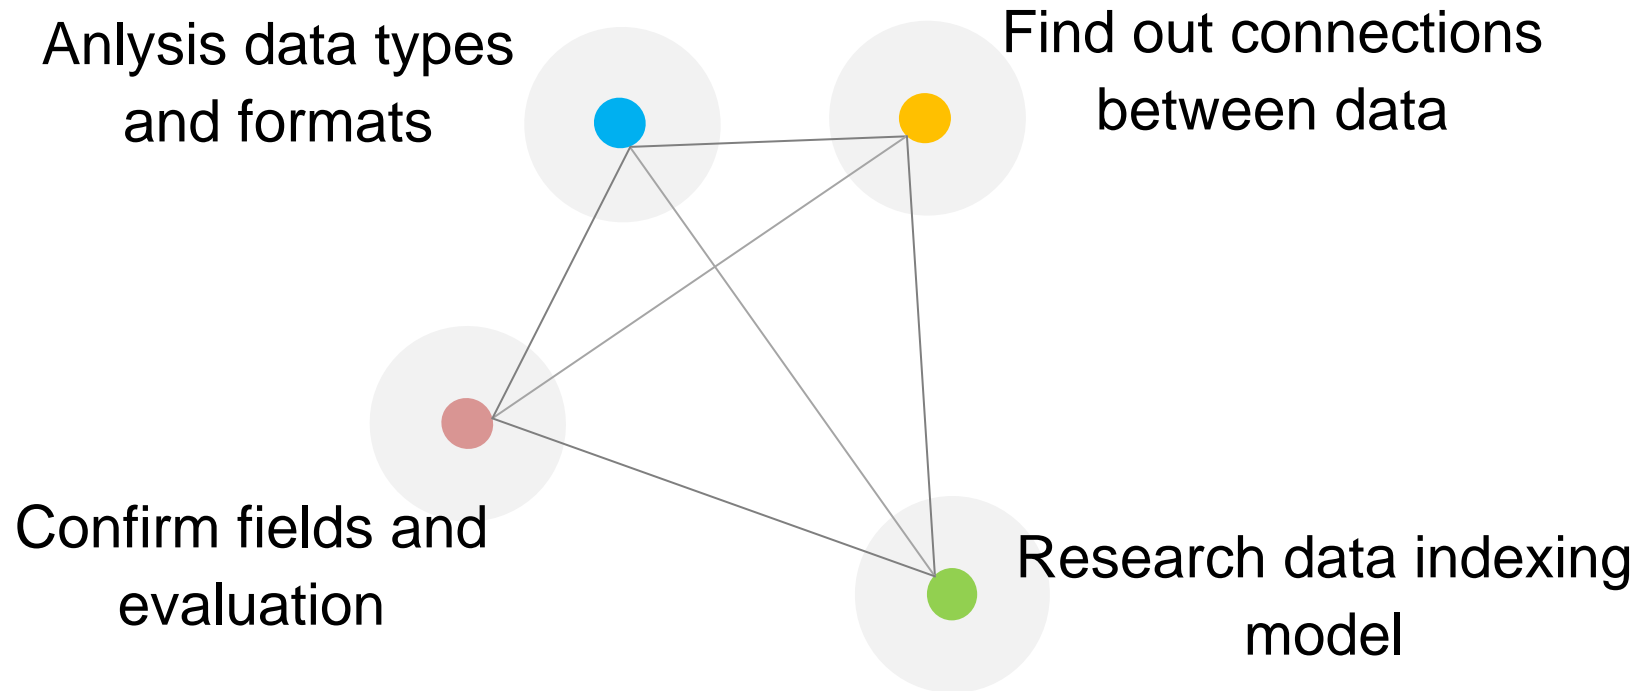 Anlysis data types
and formats
Find out connections
between data
Confirm fields and
evaluation
Research data indexing
model